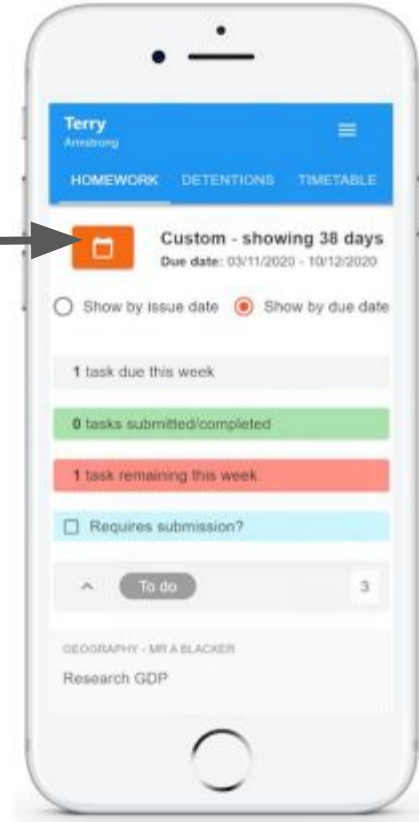 Terry
Armstrong
HOMEWORK DETENTIONS TIMETABLE
Custom - showing 38 days
Due date: 03/11/2020 - 10/12/2020
Show by issue date Show by due date
1 task due this week
0 tasks submitted/completed
1 task remaining this week
Requires submission?
To do 3
GEOGRAPHY - MR A BLACKER
Research GDP